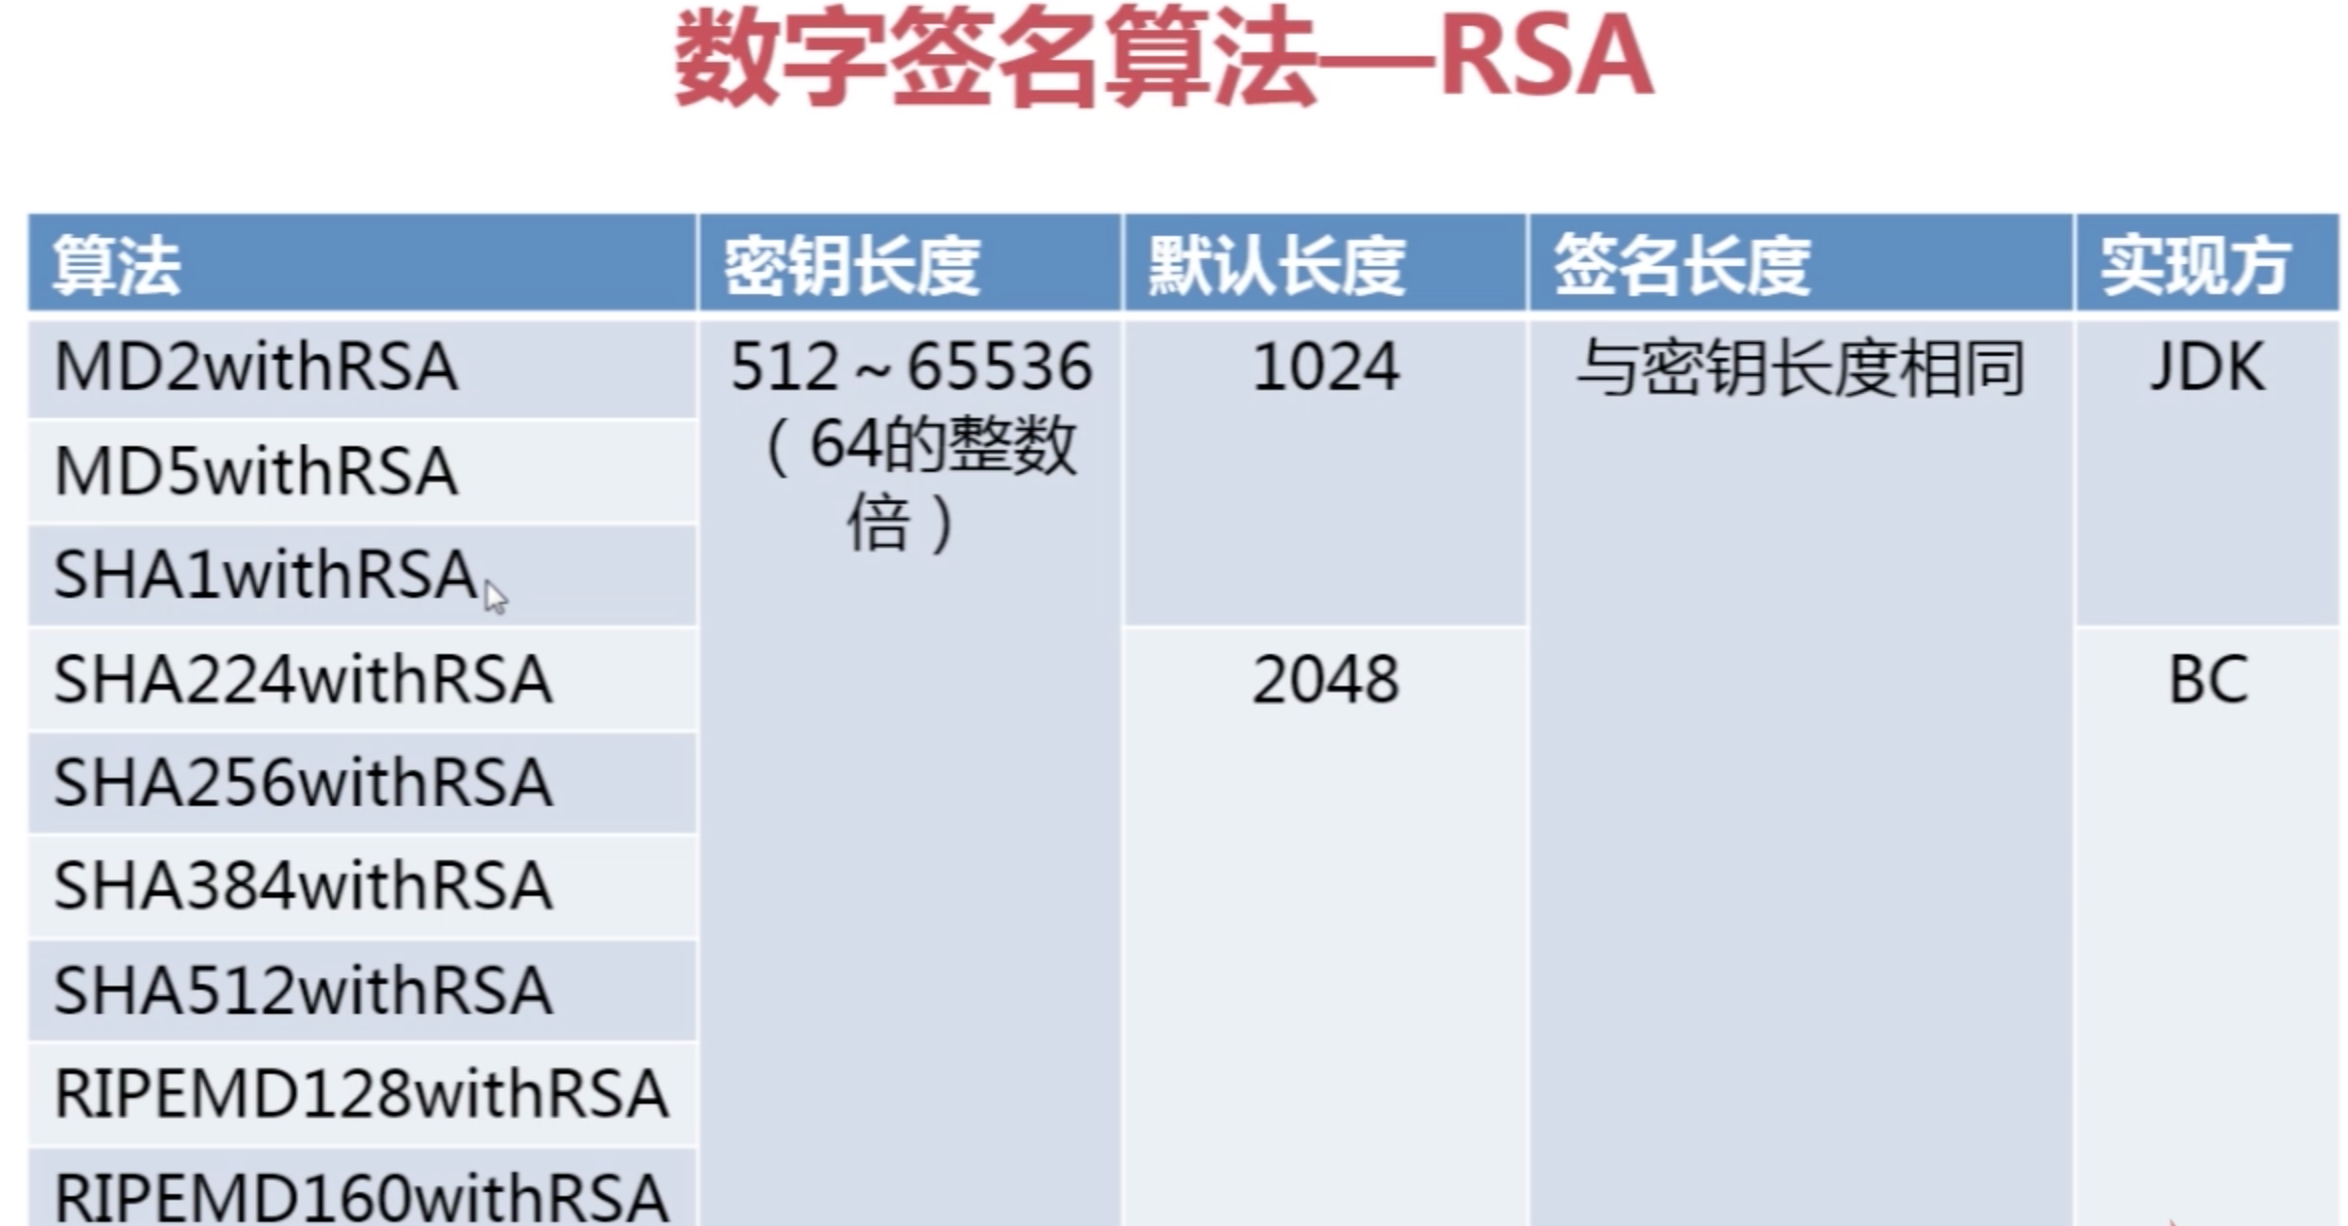 数字签名算法—RSA
算法 密钥长度 默认长度 签名长度 实现方
MD2withRSA 512～65536 1024 与密钥长度相同 JDK
（64的整数
MD5withRSA
倍）
SHA1withRSA
SHA224withRSA 2048 BC
SHA256withRSA
SHA384withRSA
SHA512withRSA
RIPEMD128withRSA
RIPEMD160withRSA